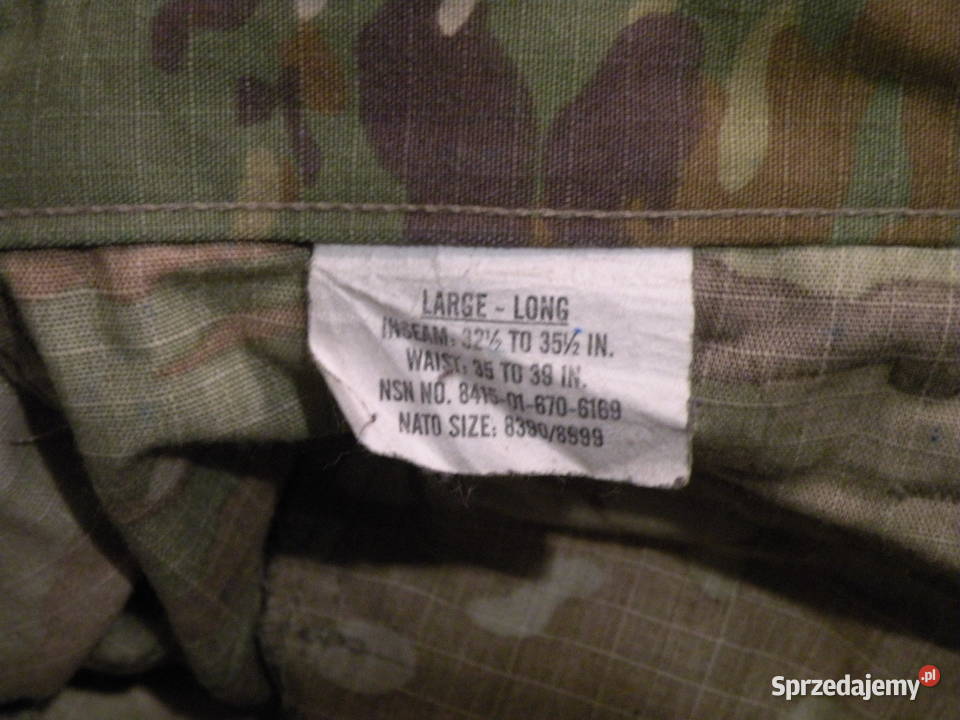 LARGE - LONG
INSEAM: 32½ TO 35½ IN.
WAIST: 35 TO 39 IN.
NSN NO. 8415-01-670-6169
NATO SIZE: 8390/8999
Sprzedajemy.pl